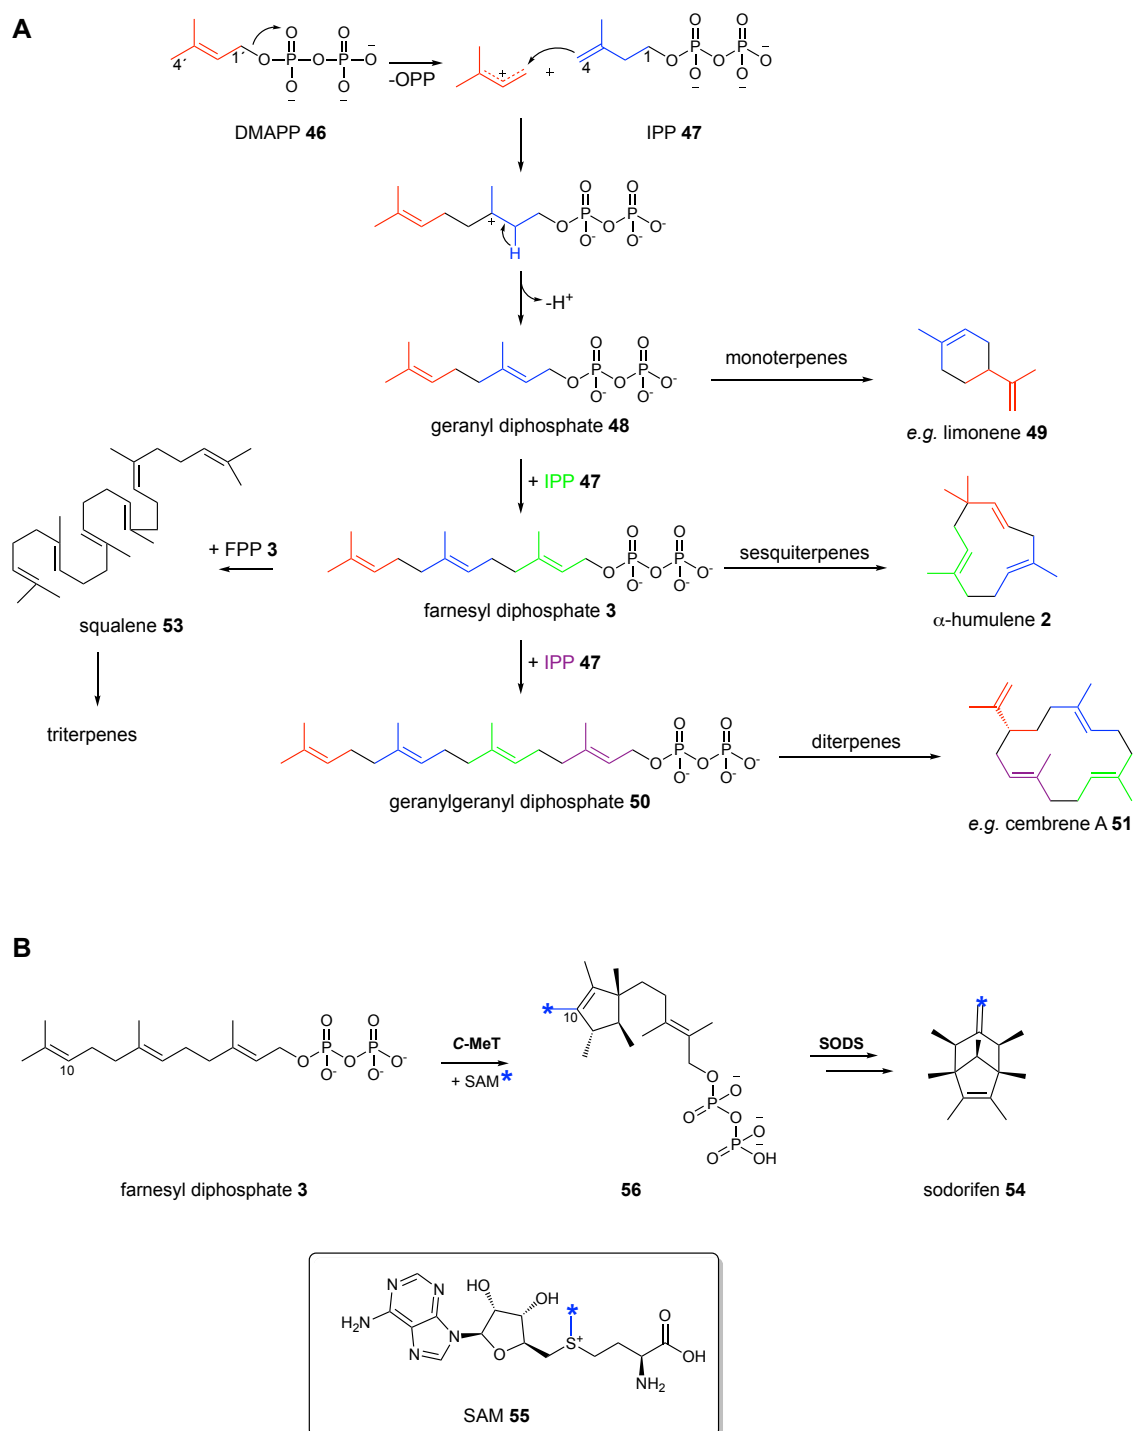 A
4´ 1´ O P O P O
O O
O O
-OPP
+
+
4 1 O P O P O
O O
O O
DMAPP 46
IPP 47
+
H
O P O P O-
O O
O- O-
-H+
O P O P O-
O O
O- O-
geranyl diphosphate 48
monoterpenes
e.g. limonene 49
+ IPP 47
+ FPP 3
O P O P O-
O O
O- O-
sesquiterpenes
squalene 53
farnesyl diphosphate 3
α-humulene 2
+ IPP 47
triterpenes
O P O P O-
O O
O- O-
diterpenes
geranylgeranyl diphosphate 50
e.g. cembrene A 51
B
10
O P O P O-
O O
O- O-
C-MeT
+ SAM*
* 10
O
O P O-
O
O P O-
OH
SODS
*
farnesyl diphosphate 3
56
sodorifen 54
H2N N N N N
HO OH
O
* S+
NH2
O
OH
SAM 55